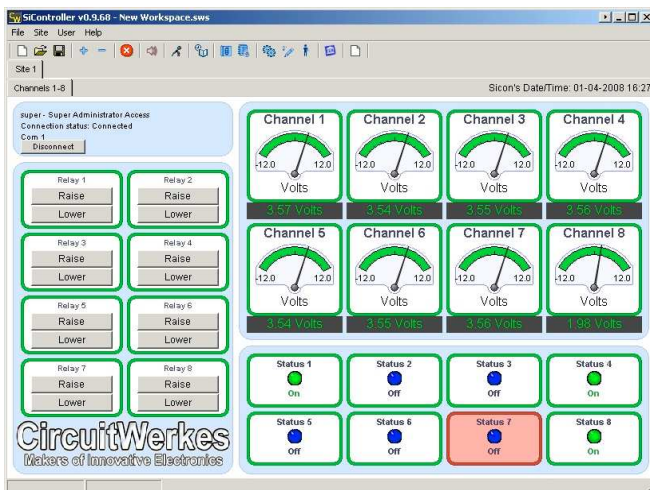 SiController v0.9.68 - New Workspace.sws
File Site User Help
Site 1
Channels 1-8
Sicon's Date/Time: 01-04-2008 16:27
super - Super Administrator Access
Connection status: Connected
Com 1
Disconnect
Relay 1
Raise
Lower
Relay 2
Raise
Lower
Relay 3
Raise
Lower
Relay 4
Raise
Lower
Relay 5
Raise
Lower
Relay 6
Raise
Lower
Relay 7
Raise
Lower
Relay 8
Raise
Lower
CircuitWerkes
Makers of Innovative Electronics
Channel 1
-12.0 12.0
Volts
3.57 Volts
Channel 2
-12.0 12.0
Volts
3.54 Volts
Channel 3
-12.0 12.0
Volts
3.55 Volts
Channel 4
-12.0 12.0
Volts
3.56 Volts
Channel 5
-12.0 12.0
Volts
3.54 Volts
Channel 6
-12.0 12.0
Volts
3.55 Volts
Channel 7
-12.0 12.0
Volts
3.56 Volts
Channel 8
-12.0 12.0
Volts
1.98 Volts
Status 1
On
Status 2
Off
Status 3
Off
Status 4
On
Status 5
Off
Status 6
Off
Status 7
Off
Status 8
On